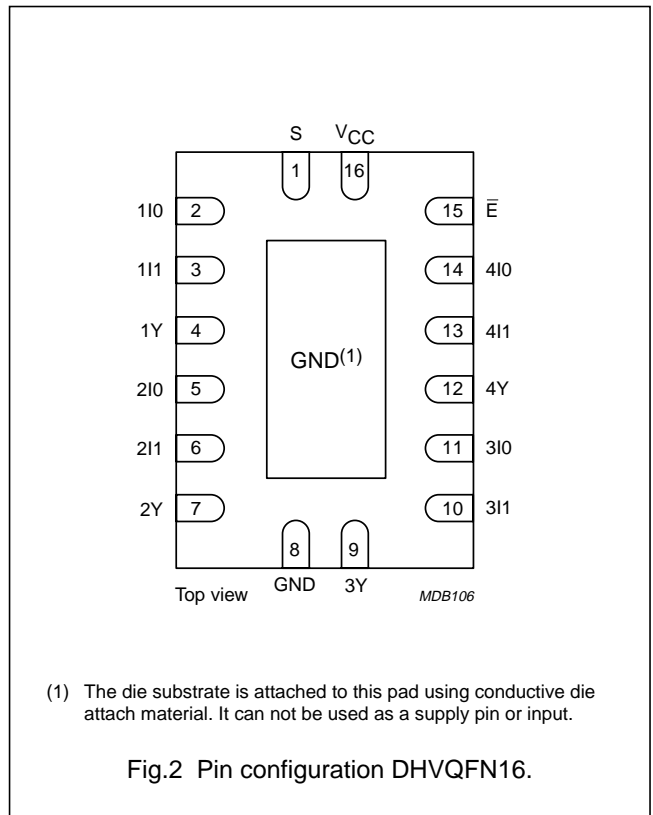 S VCC
1 16
1I0 2 15 E̅
1I1 3 14 4I0
1Y 4 13 4I1
GND(1)
2I0 5 12 4Y
2I1 6 11 3I0
2Y 7 10 3I1
8 9
Top view GND 3Y MDB106
(1) The die substrate is attached to this pad using conductive die
attach material. It can not be used as a supply pin or input.
Fig.2 Pin configuration DHVQFN16.